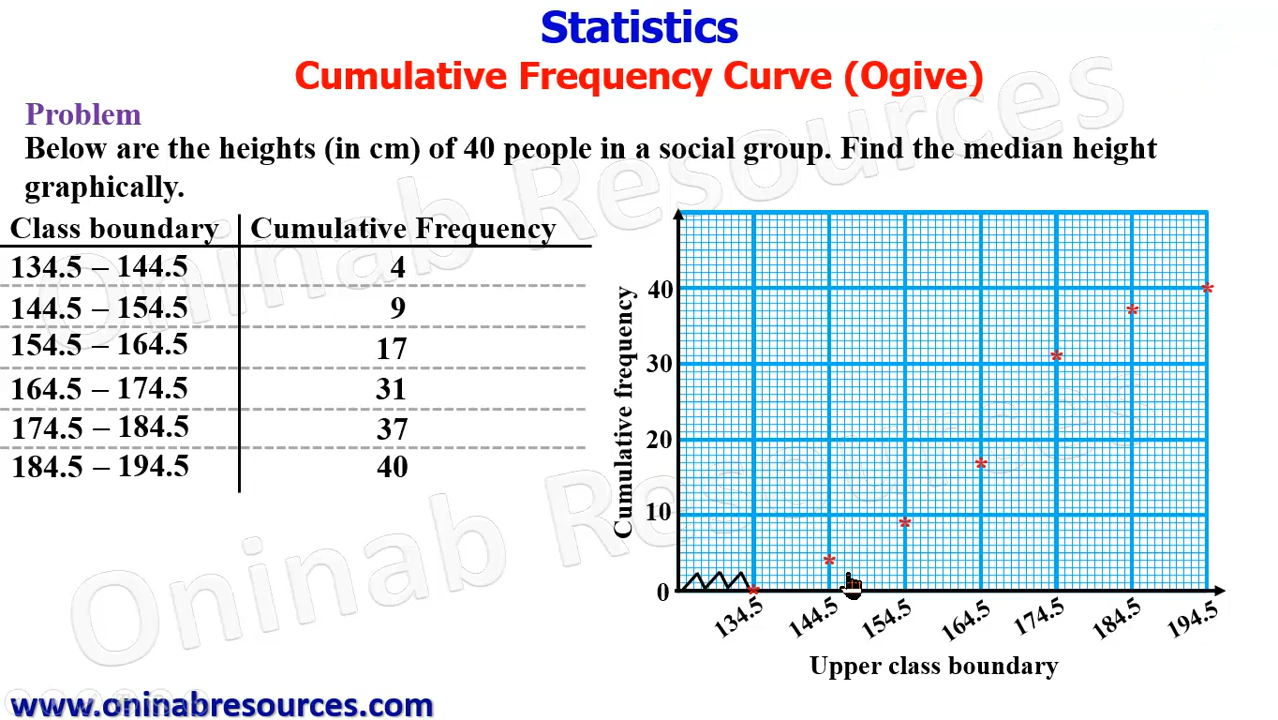 Statistics
Cumulative Frequency Curve (Ogive)
Problem
Below are the heights (in cm) of 40 people in a social group. Find the median height
graphically.
Class boundary Cumulative Frequency
134.5 – 144.5 4
144.5 – 154.5 9
154.5 – 164.5 17
164.5 – 174.5 31
174.5 – 184.5 37
184.5 – 194.5 40
Cumulative frequency
40
30
20
10
0
134.5 144.5 154.5 164.5 174.5 184.5 194.5
Upper class boundary
Oninab Resources
Oninab Resources
www.oninabresources.com